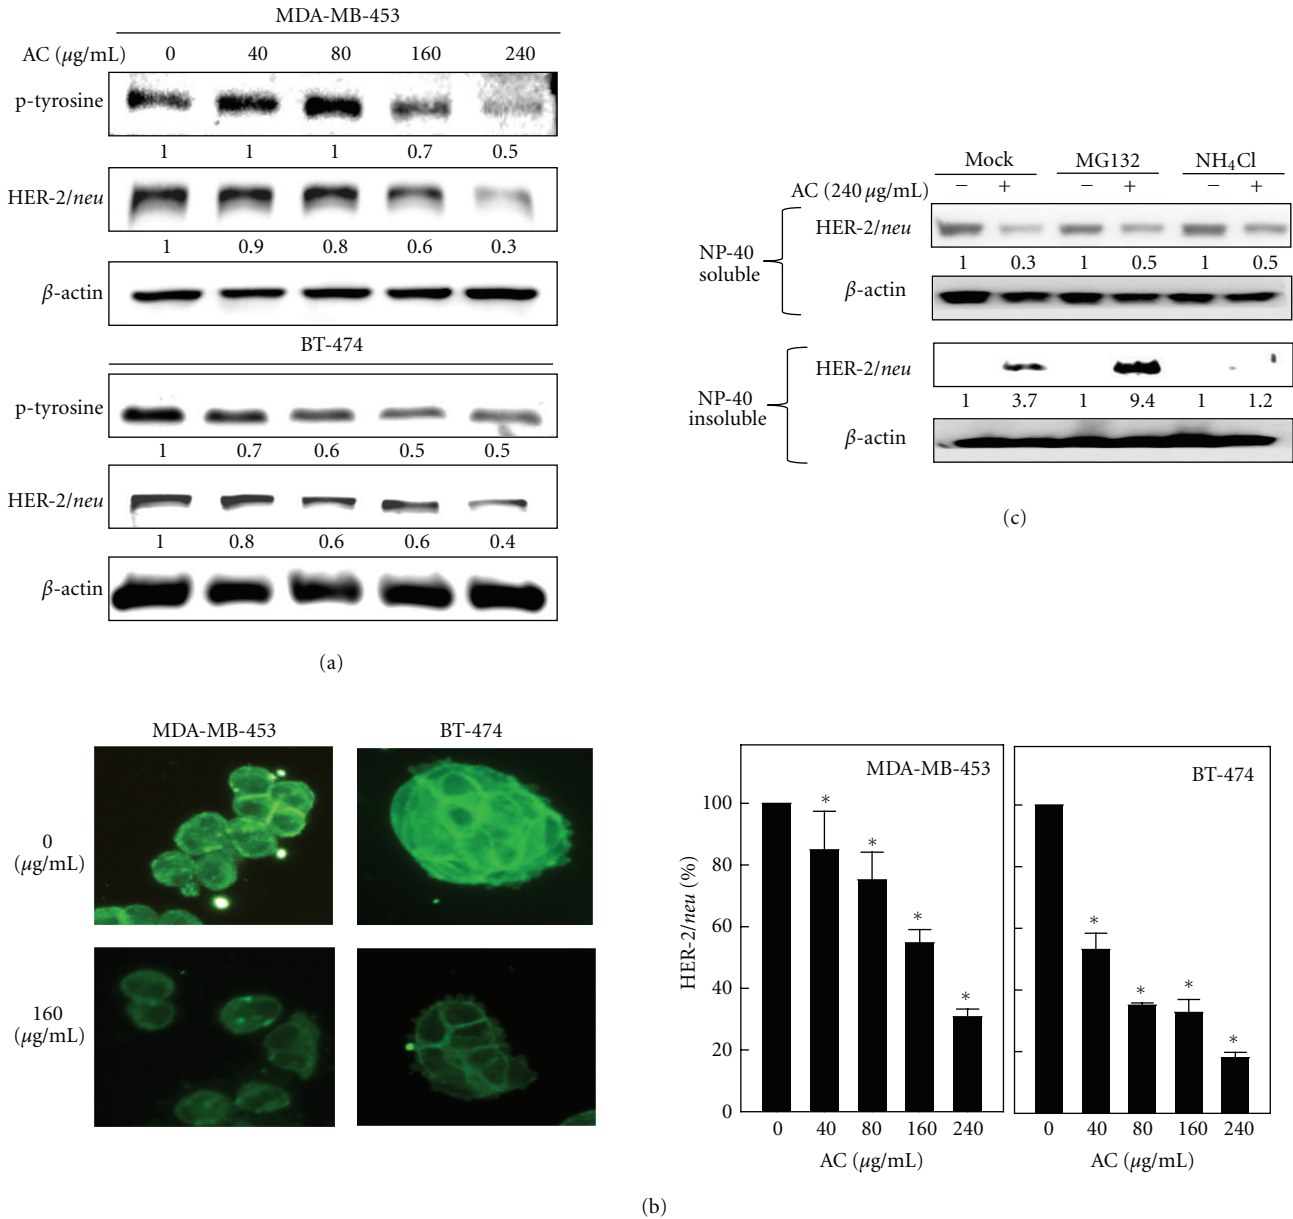 MDA-MB-453
AC (μg/mL) 0 40 80 160 240
p-tyrosine
1 1 1 0.7 0.5
HER-2/neu
1 0.9 0.8 0.6 0.3
β-actin
BT-474
p-tyrosine
1 0.7 0.6 0.5 0.5
HER-2/neu
1 0.8 0.6 0.6 0.4
β-actin
(a)
Mock MG132 NH₄Cl
AC (240 μg/mL) − + − + − +
NP-40 soluble
HER-2/neu
1 0.3 1 0.5 1 0.5
β-actin
NP-40 insoluble
HER-2/neu
1 3.7 1 9.4 1 1.2
β-actin
(c)
MDA-MB-453 BT-474
0
(μg/mL)
160
(μg/mL)
MDA-MB-453
HER-2/neu (%)
100
80
60
40
20
0
* * * *
0 40 80 160 240
AC (μg/mL)
BT-474
* * * *
0 40 80 160 240
AC (μg/mL)
(b)